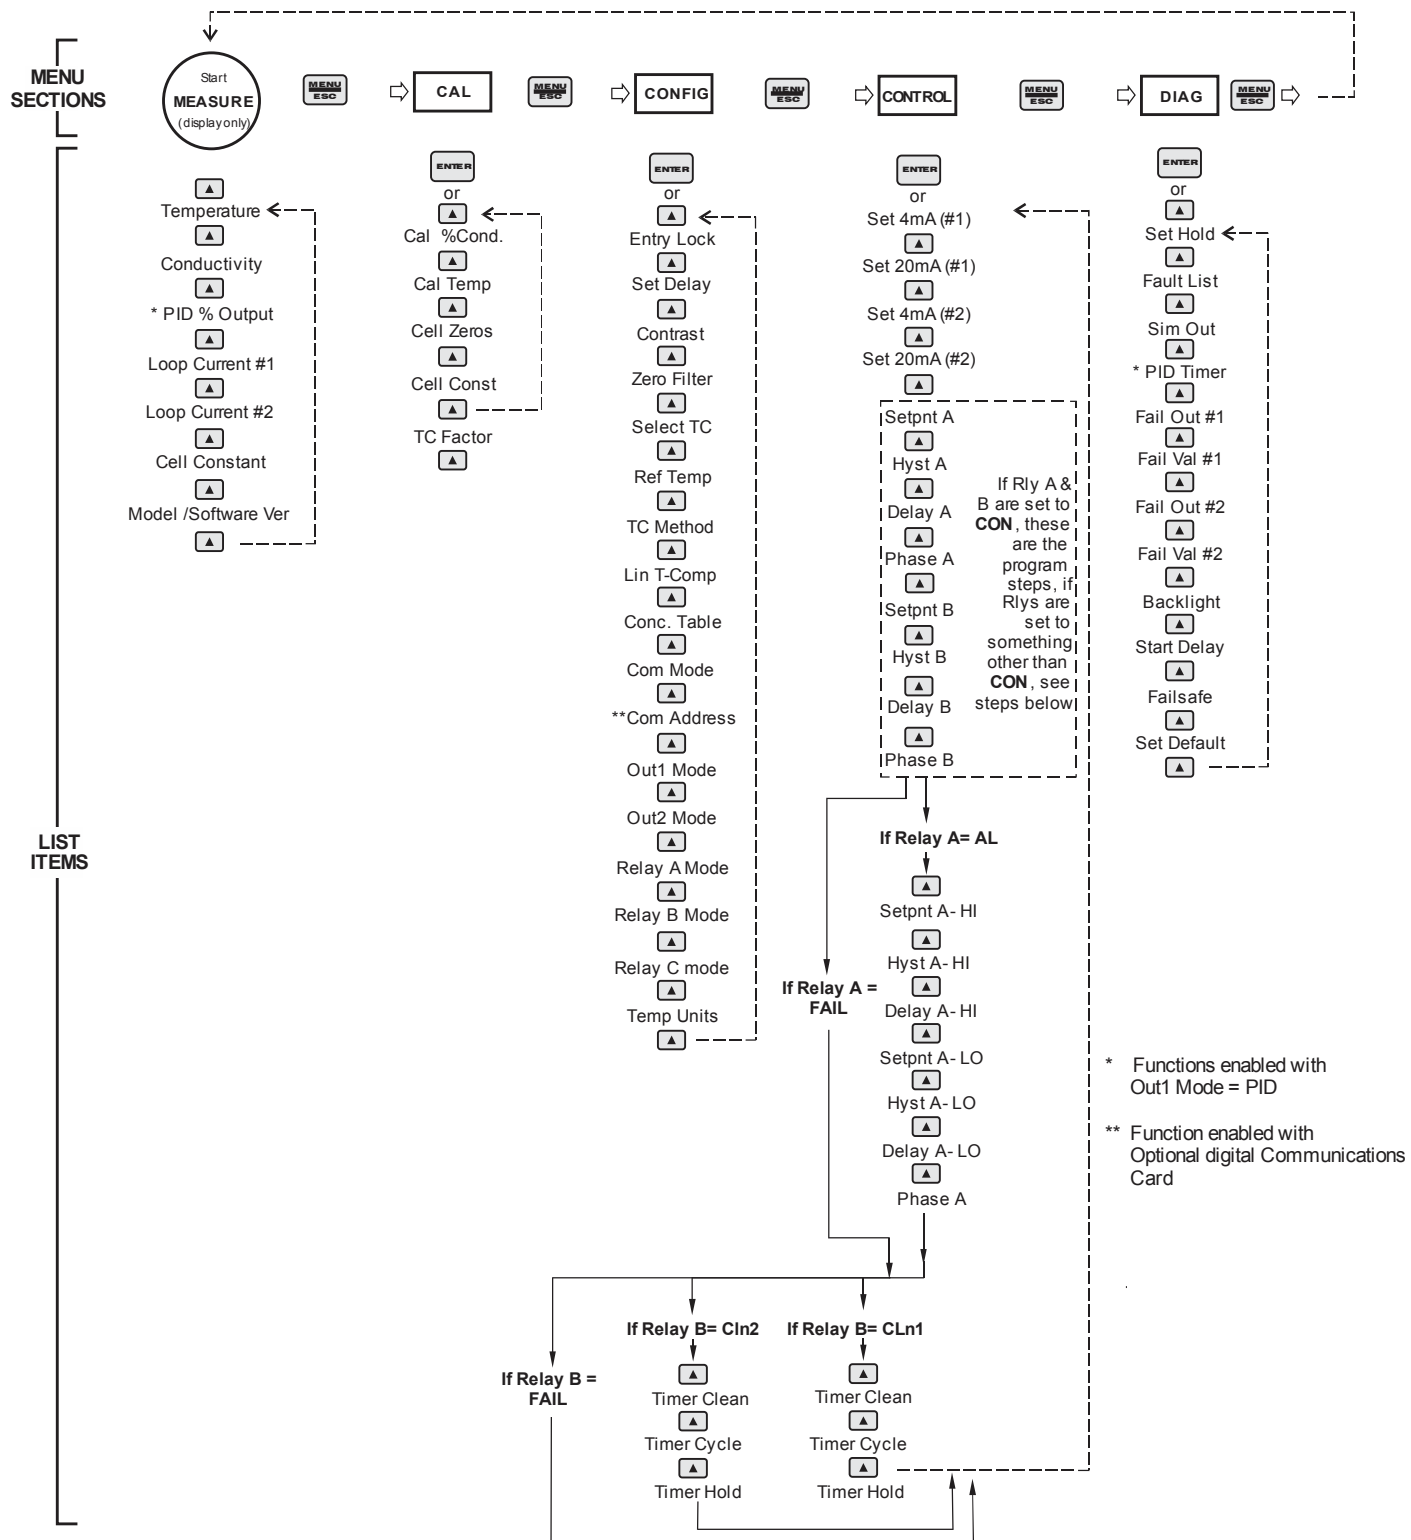 MENU
SECTIONS
Start
MEASURE
(display only)
MENU
ESC
CAL
MENU
ESC
CONFIG
MENU
ESC
CONTROL
MENU
ESC
DIAG
MENU
ESC
LIST
ITEMS
Temperature
Conductivity
* PID % Output
Loop Current #1
Loop Current #2
Cell Constant
Model /Software Ver
ENTER
or
Cal %Cond.
Cal Temp
Cell Zeros
Cell Const
TC Factor
ENTER
or
Entry Lock
Set Delay
Contrast
Zero Filter
Select TC
Ref Temp
TC Method
Lin T-Comp
Conc. Table
Com Mode
**Com Address
Out1 Mode
Out2 Mode
Relay A Mode
Relay B Mode
Relay C mode
Temp Units
ENTER
or
Set 4mA (#1)
Set 20mA (#1)
Set 4mA (#2)
Set 20mA (#2)
Setpnt A
Hyst A
Delay A
Phase A
Setpnt B
Hyst B
Delay B
Phase B
If Rly A &
B are set to
CON, these
are the
program
steps, if
Rlys are
set to
something
other than
CON, see
steps below
If Relay A= AL
Setpnt A- HI
Hyst A- HI
Delay A- HI
Setpnt A- LO
Hyst A- LO
Delay A- LO
Phase A
If Relay A =
FAIL
If Relay B =
FAIL
If Relay B= Cln2
Timer Clean
Timer Cycle
Timer Hold
If Relay B= CLn1
Timer Clean
Timer Cycle
Timer Hold
ENTER
or
Set Hold
Fault List
Sim Out
* PID Timer
Fail Out #1
Fail Val #1
Fail Out #2
Fail Val #2
Backlight
Start Delay
Failsafe
Set Default
* Functions enabled with
Out1 Mode = PID
** Function enabled with
Optional digital Communications
Card